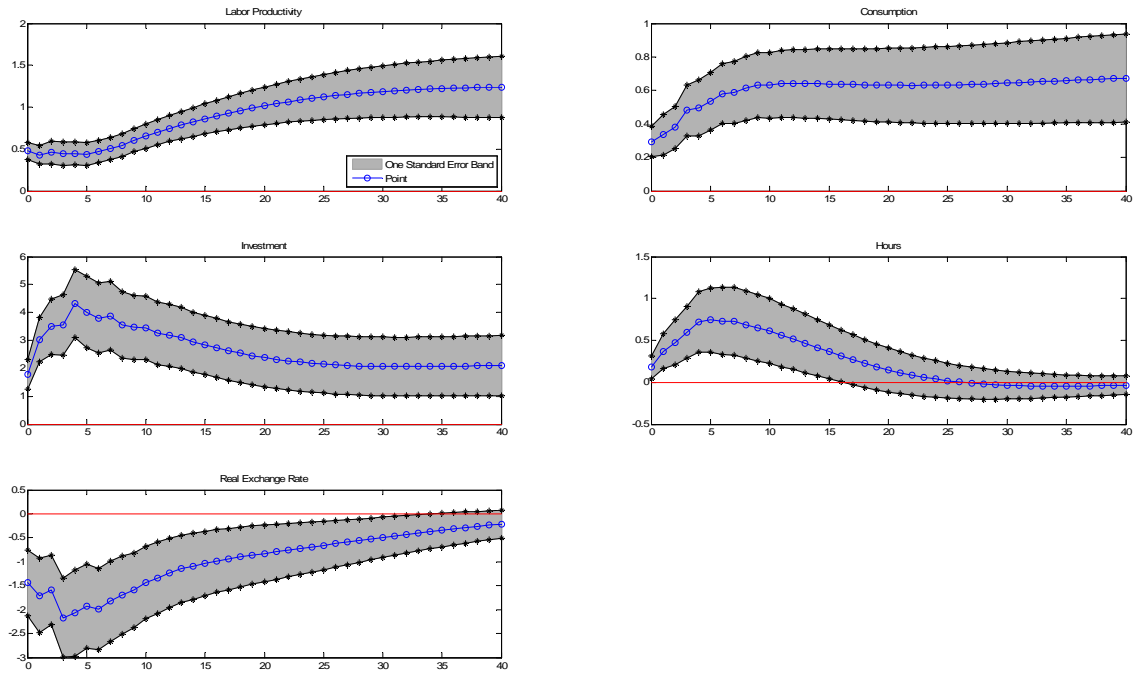 Labor Productivity
2
1.5
1
0.5
0
0 5 10 15 20 25 30 35 40
One Standard Error Band
Point
Consumption
1
0.8
0.6
0.4
0.2
0
0 5 10 15 20 25 30 35 40
Investment
6
5
4
3
2
1
0
0 5 10 15 20 25 30 35 40
Hours
1.5
1
0.5
0
-0.5
0 5 10 15 20 25 30 35 40
Real Exchange Rate
0.5
0
-0.5
-1
-1.5
-2
-2.5
-3
0 5 10 15 20 25 30 35 40